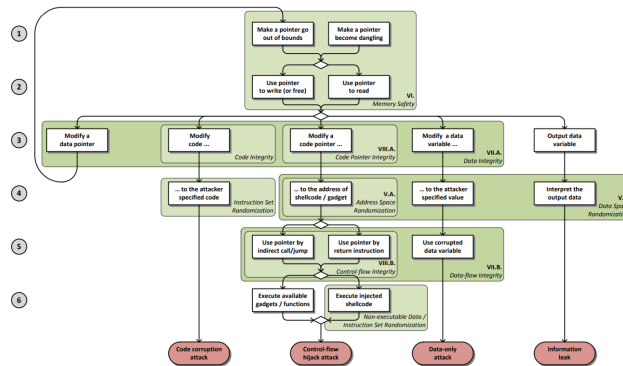 1
Make a pointer go
out of bounds
Make a pointer
become dangling
2
Use pointer
to write (or free)
Use pointer
to read
VI.
Memory Safety
3
Modify a
data pointer
Modify
code ...
Code Integrity
Modify a
code pointer ...
VIII.A.
Code Pointer Integrity
Modify a data
variable ...
VII.A.
Data Integrity
Output data
variable
4
... to the attacker
specified code
Instruction Set
Randomization
... to the address of
shellcode / gadget
V.A.
Address Space
Randomization
... to the attacker
specified value
Interpret the
output data
Randomization
5
Use pointer by
indirect call/jump
Use pointer by
return instruction
VIII.B.
Control-flow Integrity
Use corrupted
data variable
VII.B.
Data-flow Integrity
6
Execute available
gadgets / functions
Execute injected
shellcode
Non-executable Data /
Instruction Set Randomization
Code corruption
attack
Control-flow
hijack attack
Data-only
attack
Information
leak